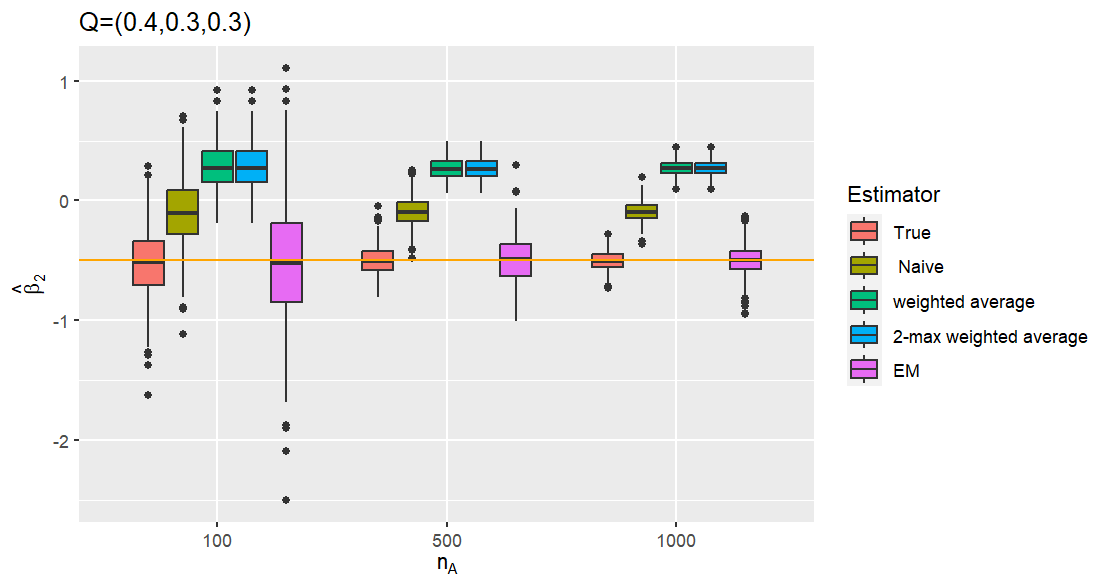 Q=(0.4,0.3,0.3)
1
0
-1
-2
β̂₂
100
500
1000
n_A
Estimator
True
Naive
weighted average
2-max weighted average
EM